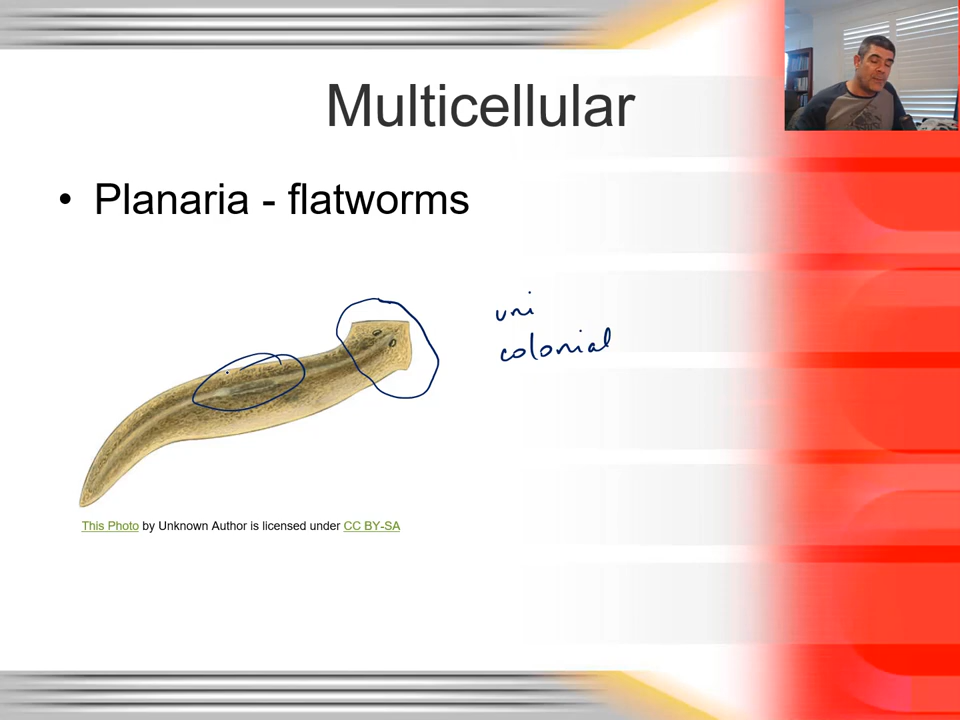 Multicellular
• Planaria - flatworms
uni
colonial
This Photo by Unknown Author is licensed under CC BY-SA